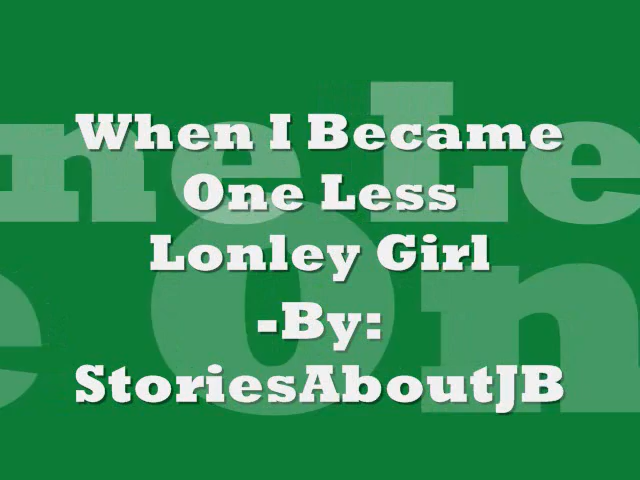 When I Became
One Less
Lonley Girl
-By:
StoriesAboutJB